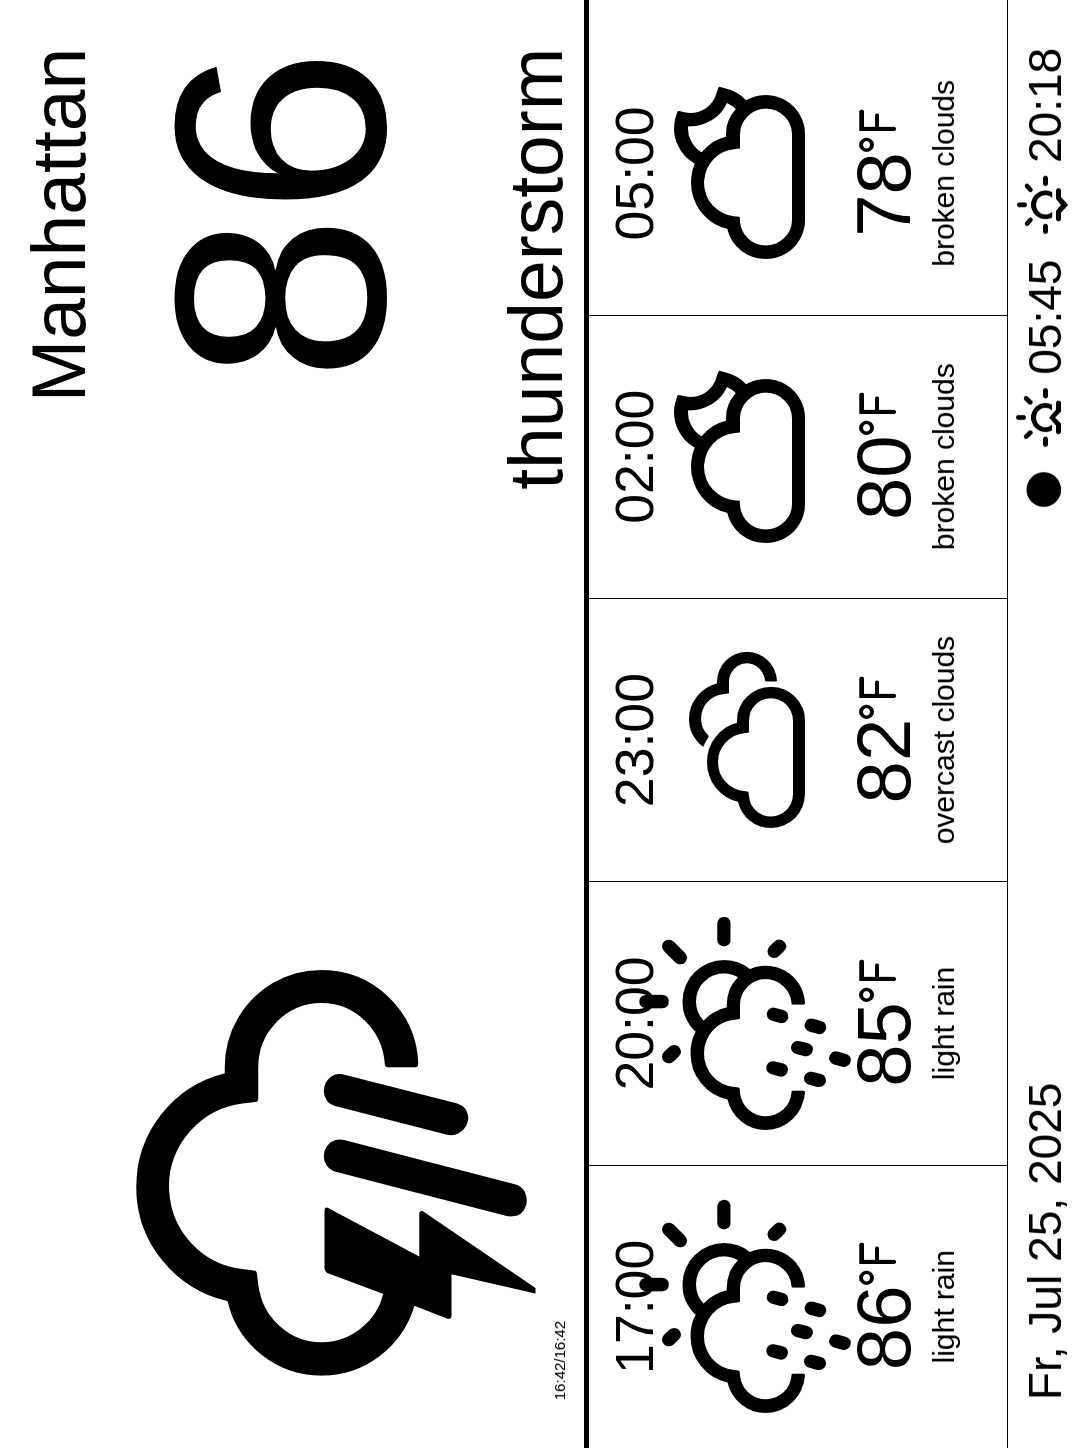 Manhattan
86
16:42/16:42
thunderstorm
17:00
86°F
light rain
20:00
85°F
light rain
23:00
82°F
overcast clouds
02:00
80°F
broken clouds
05:00
78°F
broken clouds
Fr, Jul 25, 2025
05:45 20:18